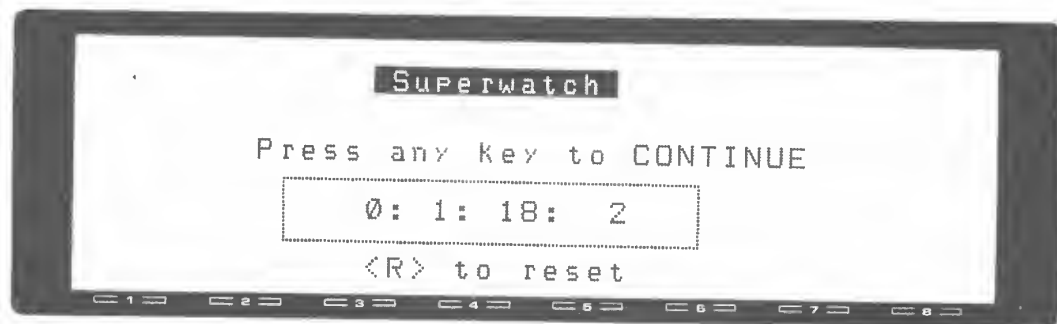 Superwatch
Press any Key to CONTINUE
0: 1: 18: 2
<R> to reset
1 2 3 4 5 6 7 8